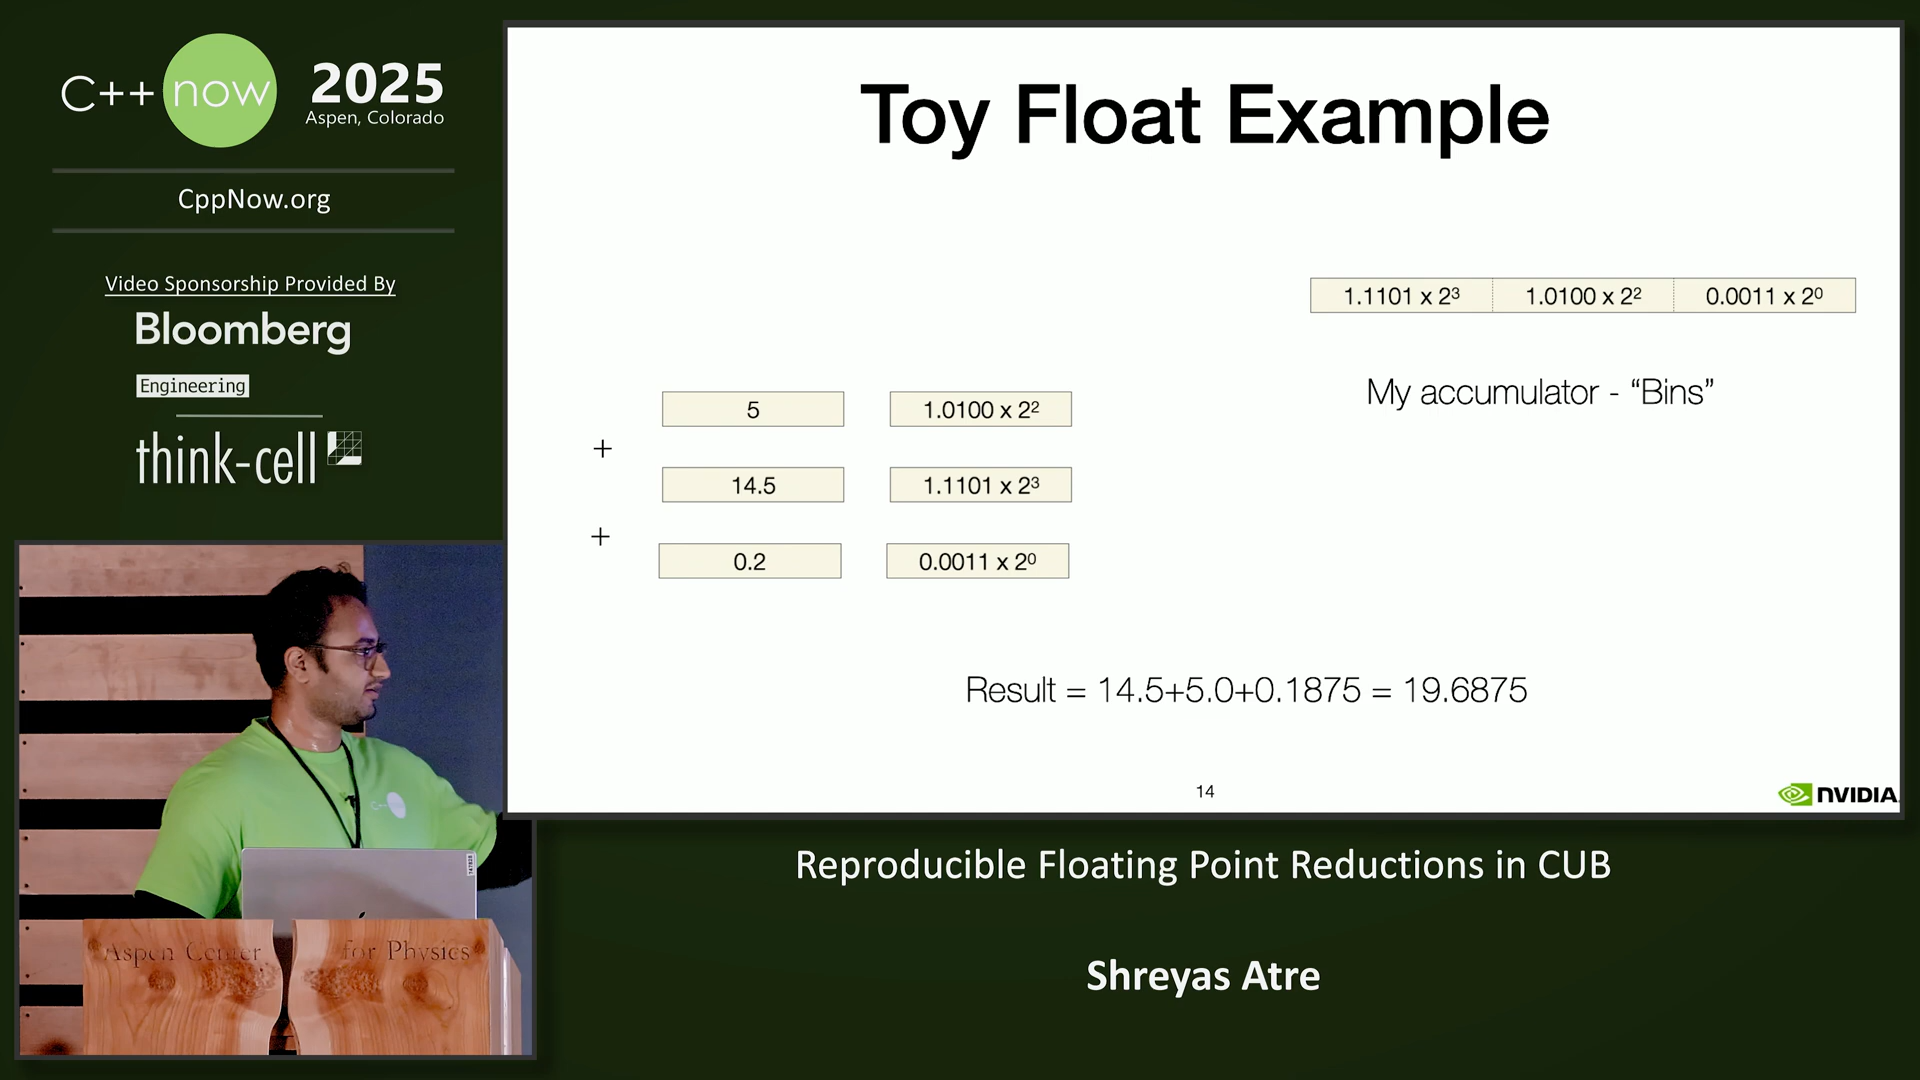 C++ now 2025
Aspen, Colorado
CppNow.org
Video Sponsorship Provided By
Bloomberg
Engineering
think-cell
Toy Float Example
1.1101 x 2³ 1.0100 x 2² 0.0011 x 2⁰
My accumulator - “Bins”
5 1.0100 x 2²
+
14.5 1.1101 x 2³
+
0.2 0.0011 x 2⁰
Result = 14.5+5.0+0.1875 = 19.6875
14
NVIDIA
Aspen Center for Physics
Reproducible Floating Point Reductions in CUB
Shreyas Atre